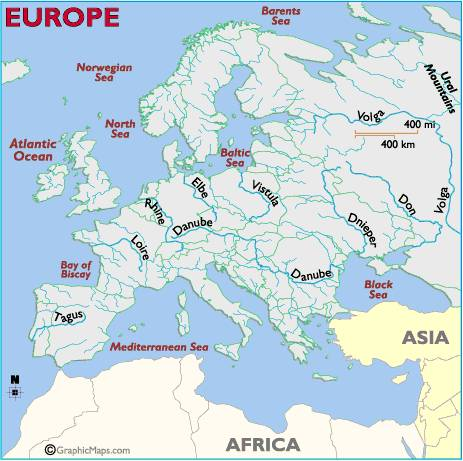 EUROPE
Barents
Sea
Norwegian
Sea
Ural
Mountains
Volga
North
Sea
400 mi
400 km
Atlantic
Ocean
Baltic
Sea
Elbe
Vistula
Rhine
Don
Volga
Danube
Dnieper
Loire
Bay of
Biscay
Danube
Black
Sea
Tagus
Mediterranean Sea
ASIA
N
AFRICA
©GraphicMaps.com